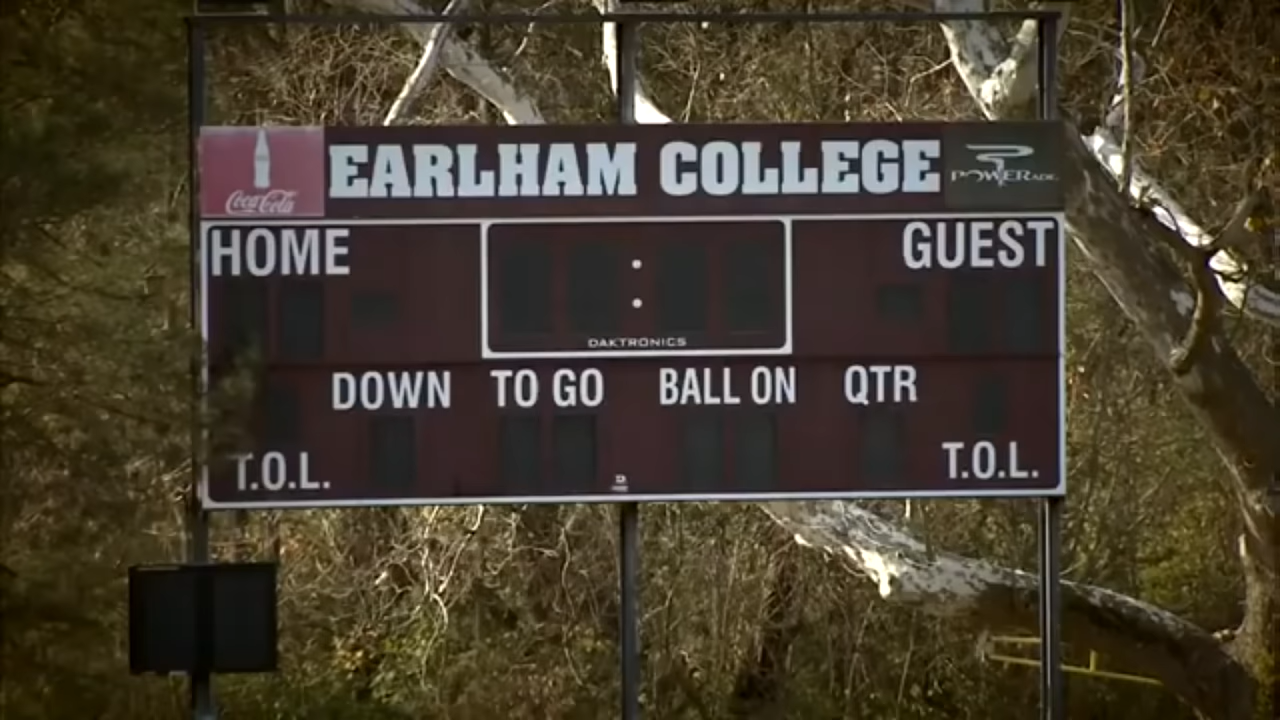 EARLHAM COLLEGE
Coca-Cola
POWERADE
HOME
GUEST
DAKTRONICS
DOWN TO GO BALL ON QTR
T.O.L.
T.O.L.